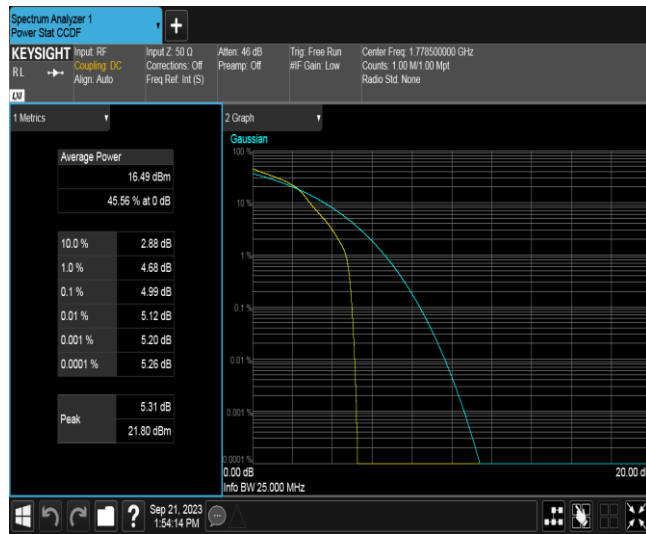 Spectrum Analyzer 1
Power Stat CCDF
+
KEYSIGHT
RL
LXI
Input: RF
Coupling: DC
Align: Auto
Input Z: 50 Ω
Corrections: Off
Freq Ref: Int (S)
Atten: 46 dB
Preamp: Off
Trig: Free Run
#IF Gain: Low
Center Freq: 1.778500000 GHz
Counts: 1.00 M/1.00 Mpt
Radio Std: None
1 Metrics
Average Power
16.49 dBm
45.56 % at 0 dB
10.0 % 2.88 dB
1.0 % 4.68 dB
0.1 % 4.99 dB
0.01 % 5.12 dB
0.001 % 5.20 dB
0.0001 % 5.26 dB
Peak
5.31 dB
21.80 dBm
2 Graph
Gaussian
100 %
10 %
1 %
0.1 %
0.01 %
0.001 %
0.0001 %
0.00 dB
20.00 d
Info BW 25.000 MHz
?
Sep 21, 2023
1:54:14 PM